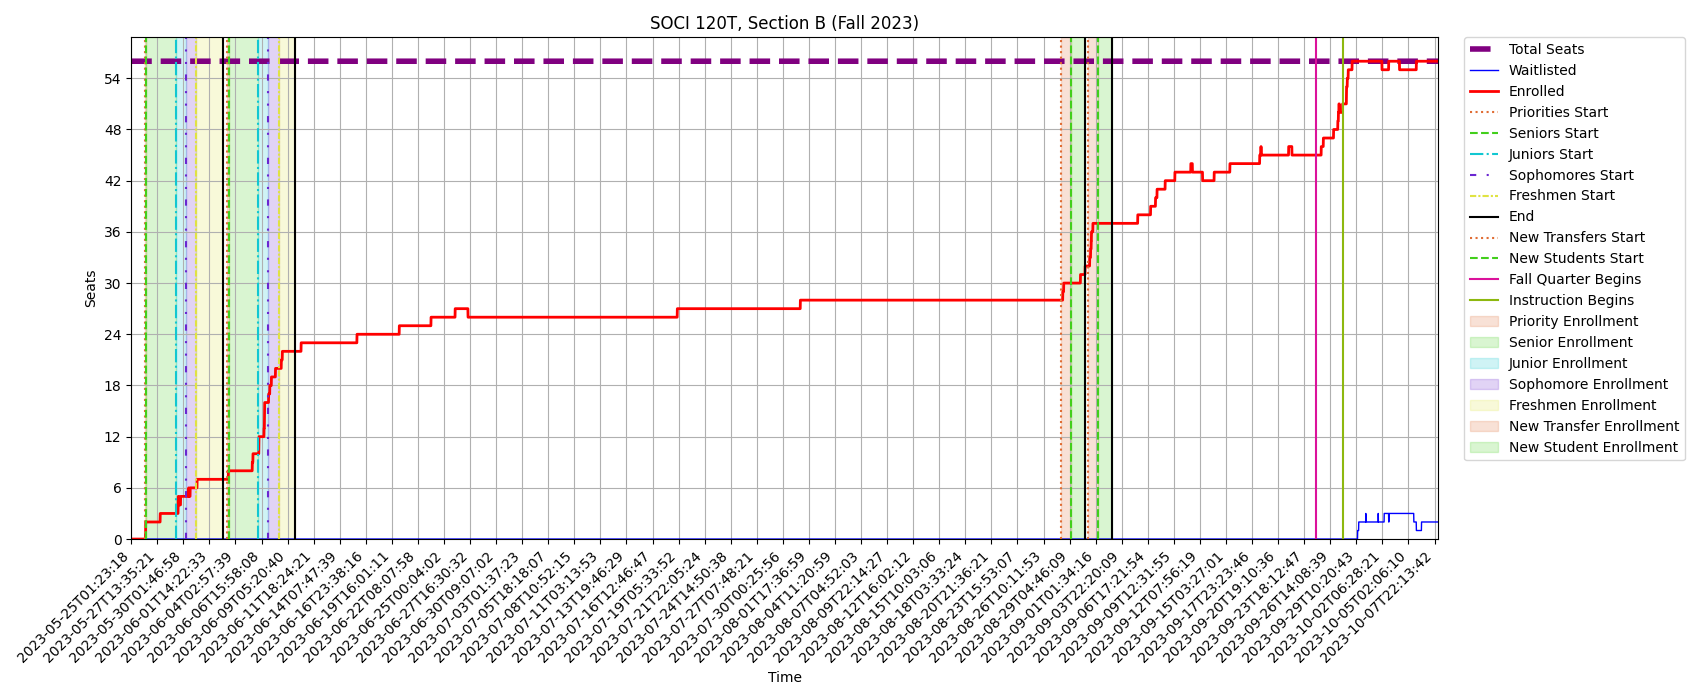 SOCI 120T, Section B (Fall 2023)
Seats
54
48
42
36
30
24
18
12
6
0
2023-05-25T01:23:18
2023-05-27T13:35:21
2023-05-30T01:46:58
2023-06-01T14:22:33
2023-06-04T02:57:39
2023-06-06T15:58:08
2023-06-09T05:20:40
2023-06-11T18:24:21
2023-06-14T07:47:39
2023-06-16T23:38:16
2023-06-19T16:01:11
2023-06-22T08:07:58
2023-06-25T00:04:02
2023-06-27T16:30:32
2023-06-30T09:07:02
2023-07-03T01:37:23
2023-07-05T18:18:07
2023-07-08T10:52:15
2023-07-11T03:13:53
2023-07-13T19:46:29
2023-07-16T12:46:47
2023-07-19T05:33:52
2023-07-21T22:05:24
2023-07-24T14:50:38
2023-07-27T07:48:21
2023-07-30T00:25:56
2023-08-01T17:36:59
2023-08-04T11:20:59
2023-08-07T04:52:03
2023-08-09T22:14:27
2023-08-12T16:02:12
2023-08-15T10:03:06
2023-08-18T03:33:24
2023-08-20T21:36:21
2023-08-23T15:53:07
2023-08-26T10:11:53
2023-08-29T04:46:09
2023-09-01T01:34:16
2023-09-03T22:20:09
2023-09-06T17:21:54
2023-09-09T12:31:55
2023-09-12T07:56:19
2023-09-15T03:27:01
2023-09-17T23:23:46
2023-09-20T19:10:36
2023-09-23T18:12:47
2023-09-26T14:08:39
2023-09-29T10:20:43
2023-10-02T06:28:21
2023-10-05T02:06:10
2023-10-07T22:13:42
Time
Total Seats
Waitlisted
Enrolled
Priorities Start
Seniors Start
Juniors Start
Sophomores Start
Freshmen Start
End
New Transfers Start
New Students Start
Fall Quarter Begins
Instruction Begins
Priority Enrollment
Senior Enrollment
Junior Enrollment
Sophomore Enrollment
Freshmen Enrollment
New Transfer Enrollment
New Student Enrollment